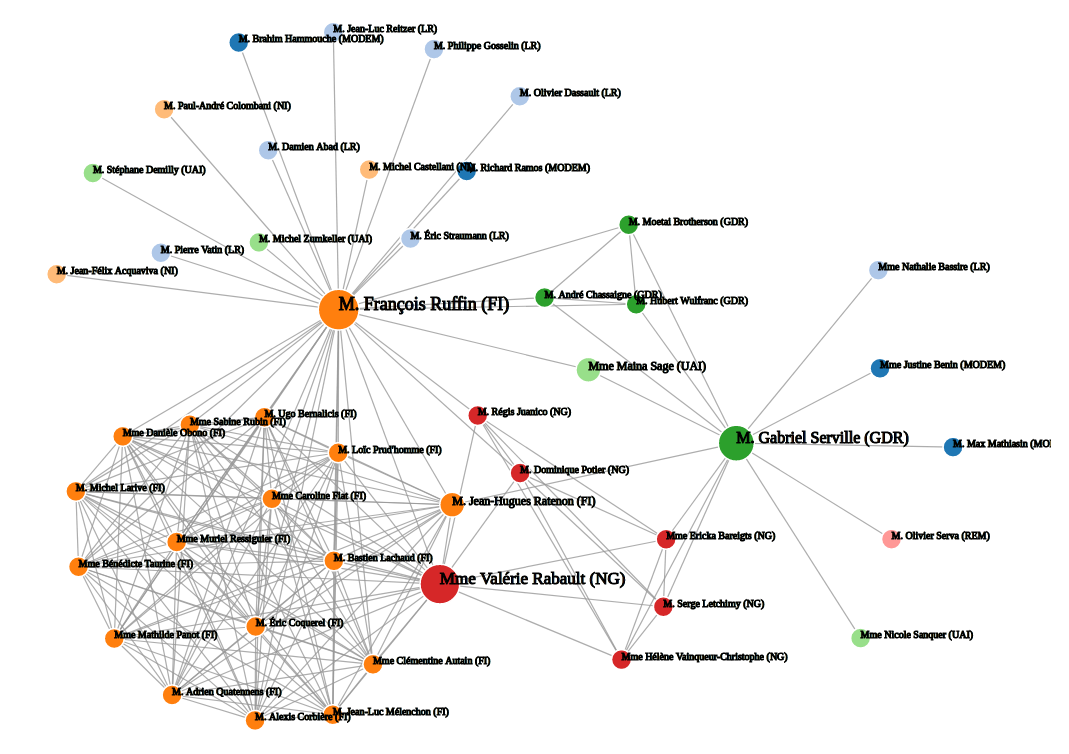 M. Jean-Luc Reitzer (LR)
M. Brahim Hammouche (MODEM)
M. Philippe Gosselin (LR)
M. Olivier Dassault (LR)
M. Paul-André Colombani (NI)
M. Damien Abad (LR)
M. Michel Castellani (NI)
M. Richard Ramos (MODEM)
M. Stéphane Demilly (UAI)
M. Moetai Brotherson (GDR)
M. Éric Straumann (LR)
M. Michel Zumkeller (UAI)
M. Pierre Vatin (LR)
Mme Nathalie Bassire (LR)
M. Jean-Félix Acquaviva (NI)
M. André Chassaigne (GDR)
M. Hubert Wulfranc (GDR)
M. François Ruffin (FI)
Mme Maina Sage (UAI)
Mme Justine Benin (MODEM)
M. Régis Juanico (NG)
M. Ugo Bernalicis (FI)
Mme Sabine Rubin (FI)
Mme Danièle Obono (FI)
M. Gabriel Serville (GDR)
M. Max Mathiasin (MO
M. Loïc Prud'homme (FI)
M. Dominique Potier (NG)
M. Michel Larive (FI)
Mme Caroline Fiat (FI)
M. Jean-Hugues Ratenon (FI)
Mme Muriel Ressiguier (FI)
Mme Ericka Bareigts (NG)
M. Olivier Serva (REM)
M. Bastien Lachaud (FI)
Mme Bénédicte Taurine (FI)
Mme Valérie Rabault (NG)
M. Serge Letchimy (NG)
M. Éric Coquerel (FI)
Mme Mathilde Panot (FI)
Mme Nicole Sanquer (UAI)
Mme Hélène Vainqueur-Christophe (NG)
Mme Clémentine Autain (FI)
M. Adrien Quatennens (FI)
M. Jean-Luc Mélenchon (FI)
M. Alexis Corbière (FI)